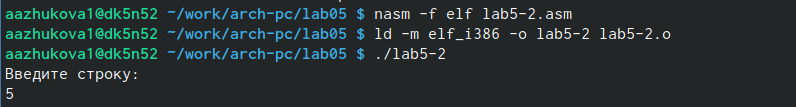 aazhukova1@dk5n52 ~/work/arch-pc/lab05 $ nasm -f elf lab5-2.asm
aazhukova1@dk5n52 ~/work/arch-pc/lab05 $ ld -m elf_i386 -o lab5-2 lab5-2.o
aazhukova1@dk5n52 ~/work/arch-pc/lab05 $ ./lab5-2
Введите строку:
5